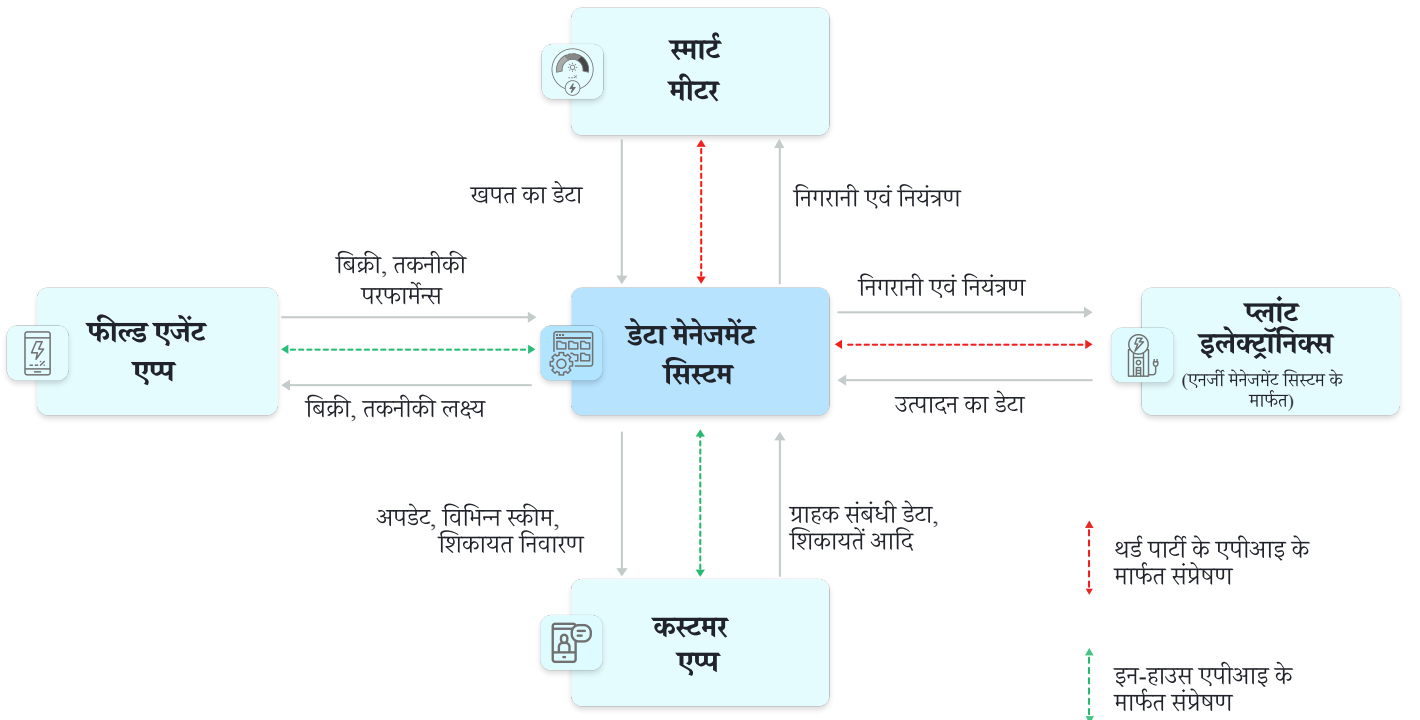 स्मार्ट
मीटर
खपत का डेटा
निगरानी एवं नियंत्रण
बिक्री, तकनीकी
परफार्मेन्स
निगरानी एवं नियंत्रण
फील्ड एजेंट
एप्प
डेटा मेनेजमेंट
सिस्टम
प्लांट
इलेक्ट्रॉनिक्स
(एनर्जी मेनेजमेंट सिस्टम के
मार्फत)
बिक्री, तकनीकी लक्ष्य
उत्पादन का डेटा
अपडेट, विभिन्न स्कीम,
शिकायत निवारण
ग्राहक संबंधी डेटा,
शिकायतें आदि
थर्ड पार्टी के एपीआइ के
मार्फत संप्रेषण
कस्टमर
एप्प
इन-हाउस एपीआइ के
मार्फत संप्रेषण